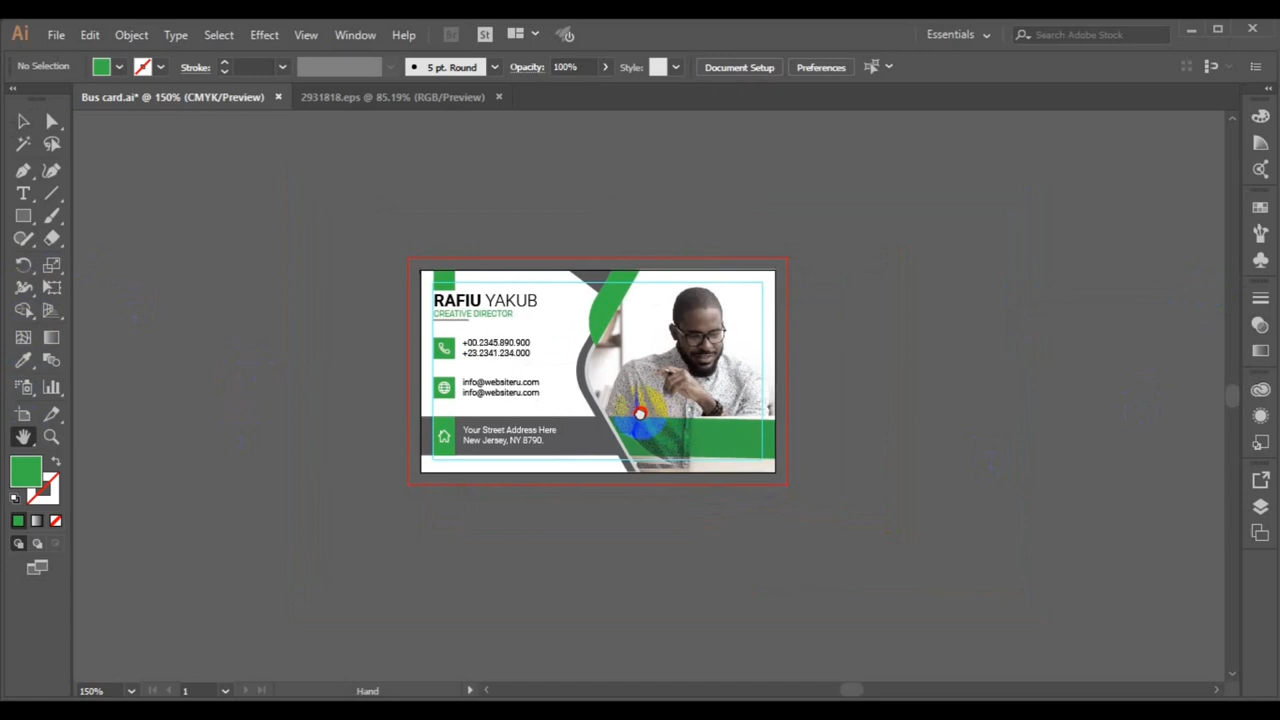 Ai File Edit Object Type Select Effect View Window Help Br St Essentials Search Adobe Stock
No Selection Stroke: 5 pt. Round Opacity: 100% Style: Document Setup Preferences
Bus card.ai* @ 150% (CMYK/Preview) × 2931818.eps @ 85.19% (RGB/Preview) ×
RAFIU YAKUB
CREATIVE DIRECTOR
+00.2345.890.900
+23.2341.234.000
info@websiteru.com
info@websiteru.com
Your Street Address Here
New Jersey, NY 8790.
150% 1 Hand